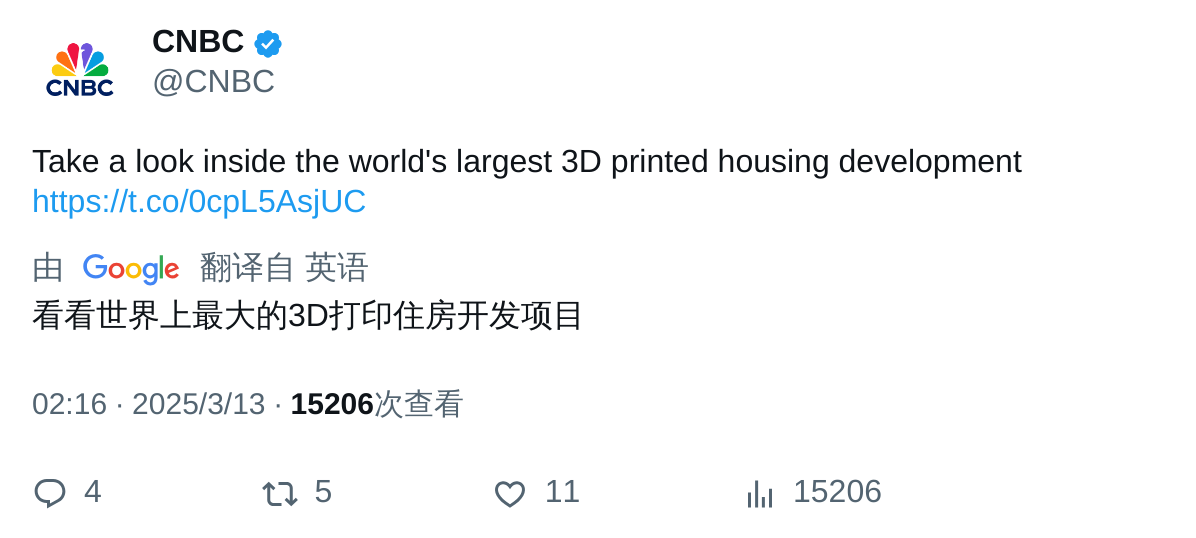 CNBC
@CNBC
CNBC
Take a look inside the world's largest 3D printed housing development
https://t.co/0cpL5AsjUC
由 Google 翻译自 英语
看看世界上最大的3D打印住房开发项目
02:16 · 2025/3/13 · 15206次查看
4 5 11 15206